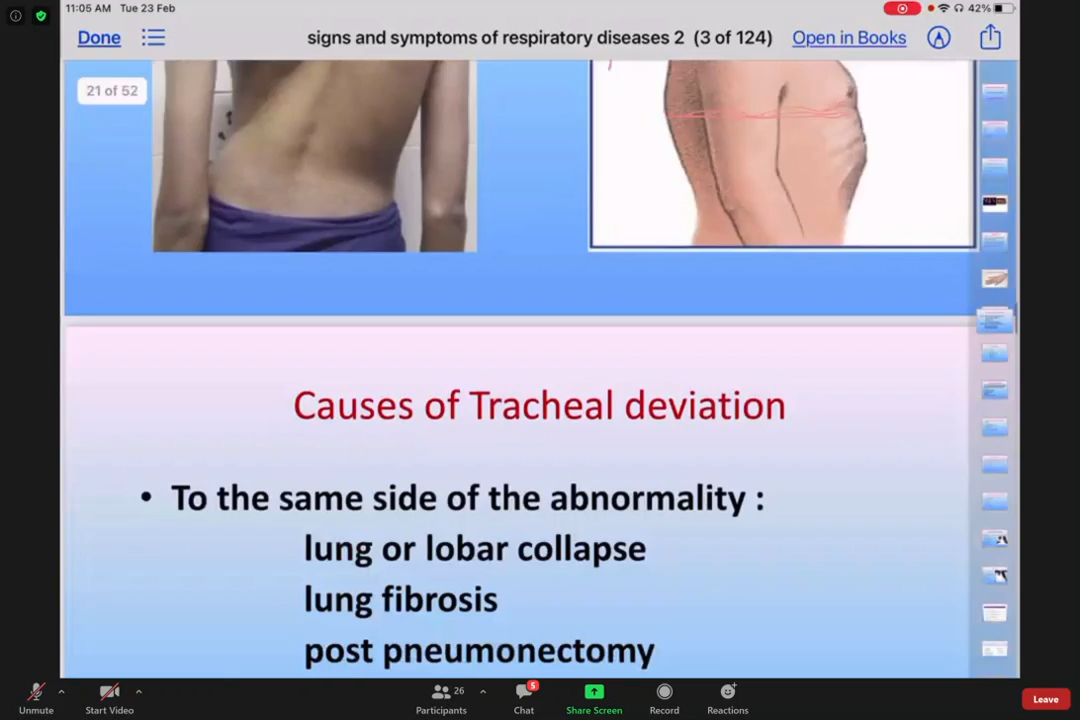 11:05 AM Tue 23 Feb
42%
Done
signs and symptoms of respiratory diseases 2 (3 of 124)
Open in Books
21 of 52
Causes of Tracheal deviation
• To the same side of the abnormality :
lung or lobar collapse
lung fibrosis
post pneumonectomy
Unmute
Start Video
26
Participants
5
Chat
Share Screen
Record
Reactions
Leave